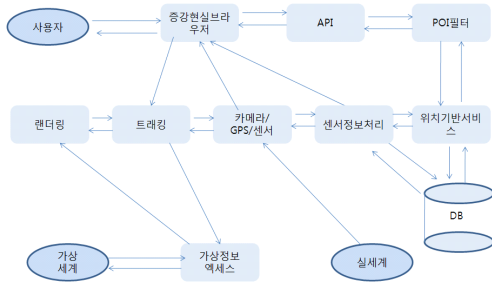 사용자
증강현실브라
우저
API
POI필터
랜더링
트래킹
카메라/
GPS/센서
센서정보처리
위치기반서비
스
DB
가상
세계
가상정보
액세스
실세계